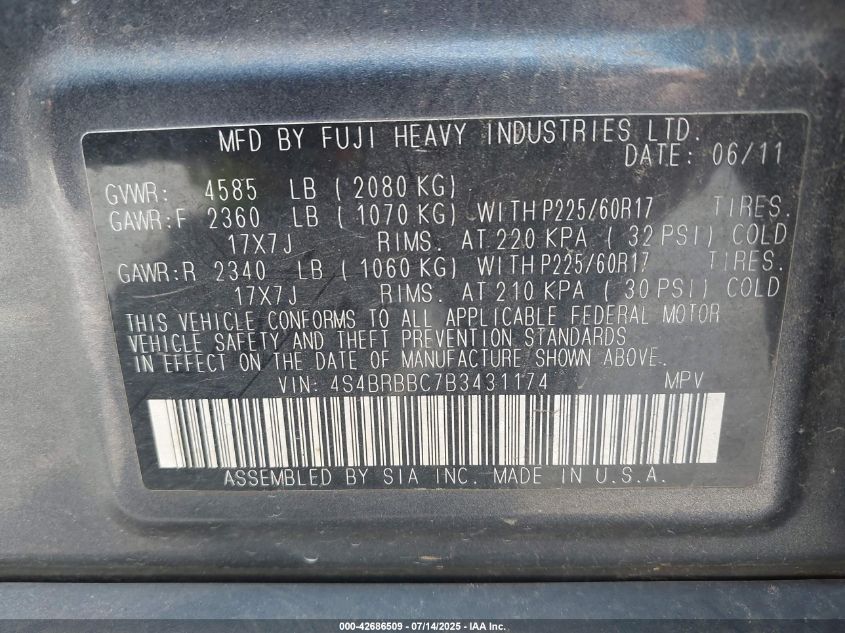 MFD BY FUJI HEAVY INDUSTRIES LTD.
DATE: 06/11
GVWR: 4585 LB (2080 KG)
GAWR:F 2360 LB (1070 KG) WITH P225/60R17 TIRES.
17X7J RIMS. AT 220 KPA (32 PSI) COLD
GAWR:R 2340 LB (1060 KG) WITH P225/60R17 TIRES.
17X7J RIMS. AT 210 KPA (30 PSI) COLD
THIS VEHICLE CONFORMS TO ALL APPLICABLE FEDERAL MOTOR
VEHICLE SAFETY AND THEFT PREVENTION STANDARDS
IN EFFECT ON THE DATE OF MANUFACTURE SHOWN ABOVE.
VIN: 4S4BRBBC7B3431174 MPV
ASSEMBLED BY SIA INC. MADE IN U.S.A.
000-42686509 - 07/14/2025 - IAA Inc.